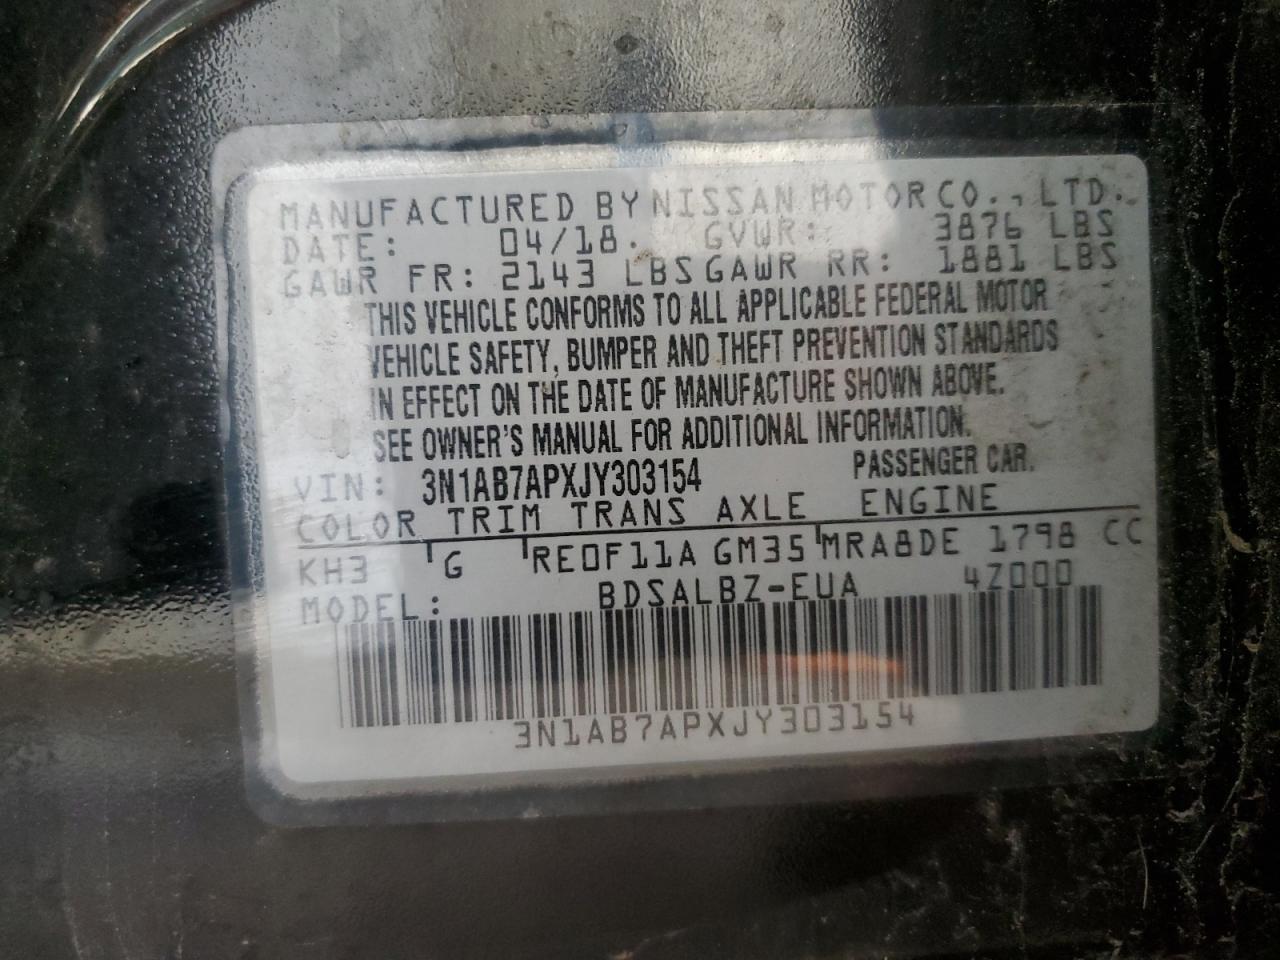 MANUFACTURED BY NISSAN MOTOR CO., LTD.
DATE: 04/18. GVWR: 3876 LBS
GAWR FR: 2143 LBS GAWR RR: 1881 LBS
THIS VEHICLE CONFORMS TO ALL APPLICABLE FEDERAL MOTOR
VEHICLE SAFETY, BUMPER AND THEFT PREVENTION STANDARDS
IN EFFECT ON THE DATE OF MANUFACTURE SHOWN ABOVE.
SEE OWNER'S MANUAL FOR ADDITIONAL INFORMATION.
VIN: 3N1AB7APXJY303154 PASSENGER CAR.
COLOR TRIM TRANS AXLE ENGINE
KH3 G RE0F11A GM35 MRA8DE 1798 CC
MODEL: BDSALBZ-EUA 4Z000
3N1AB7APXJY303154